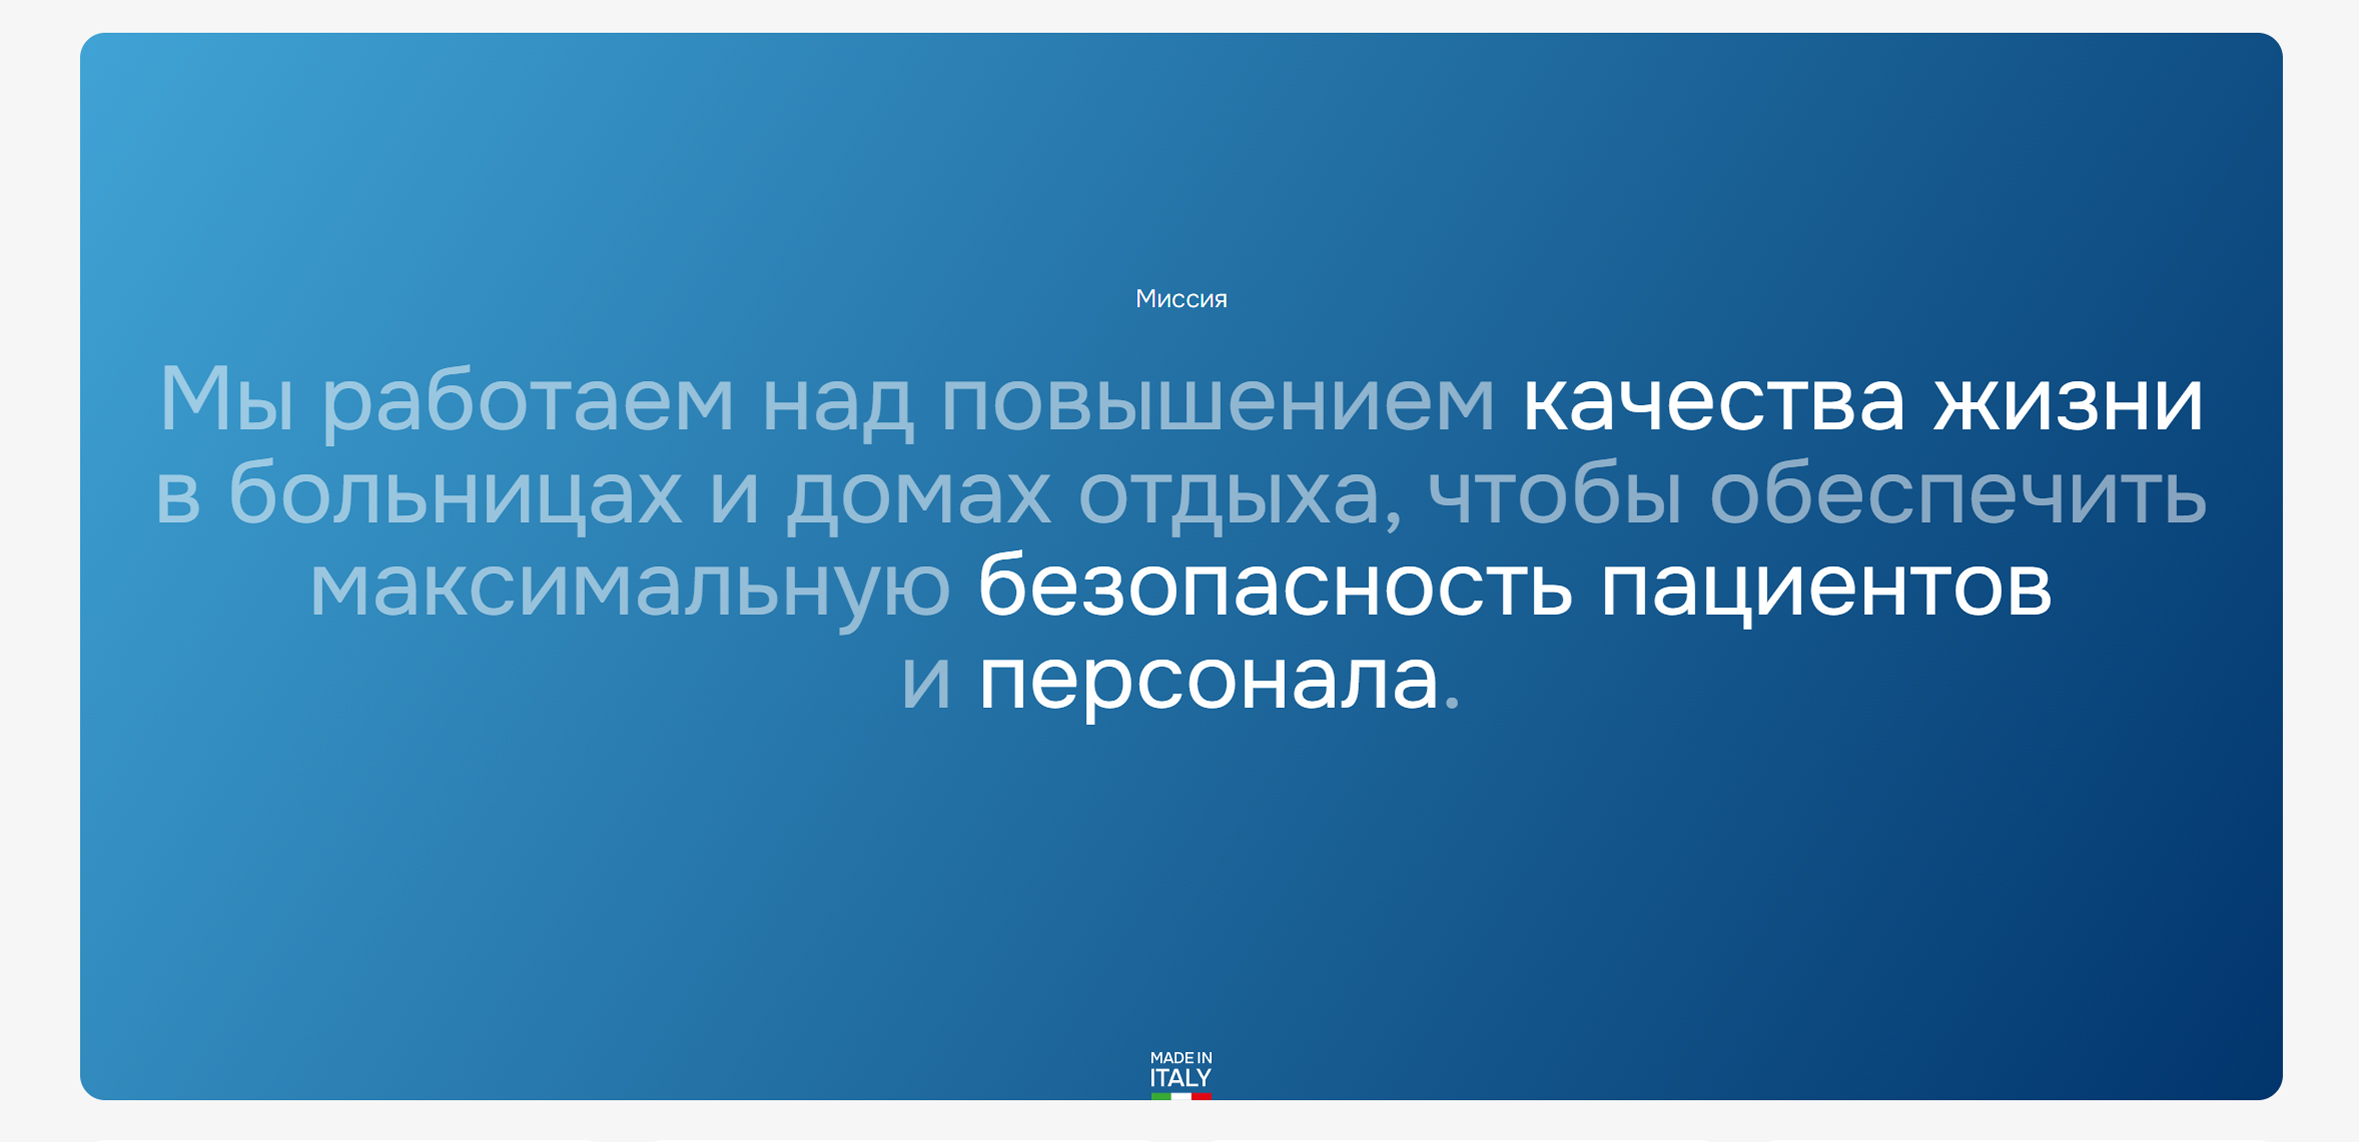 Миссия
Мы работаем над повышением качества жизни
в больницах и домах отдыха, чтобы обеспечить
максимальную безопасность пациентов
и персонала.
MADE IN
ITALY